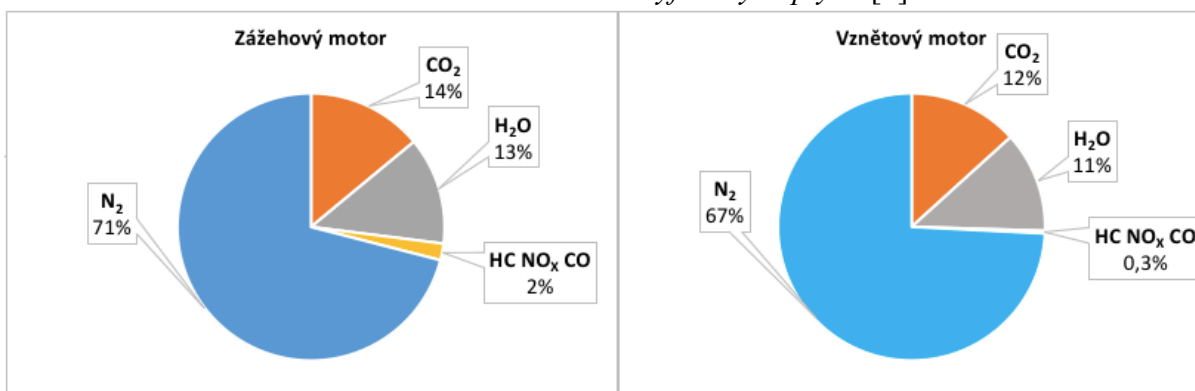 Zážehový motor
CO₂
14%
H₂O
13%
N₂
71%
HC NOₓ CO
2%
Vznětový motor
CO₂
12%
H₂O
11%
N₂
67%
HC NOₓ CO
0,3%